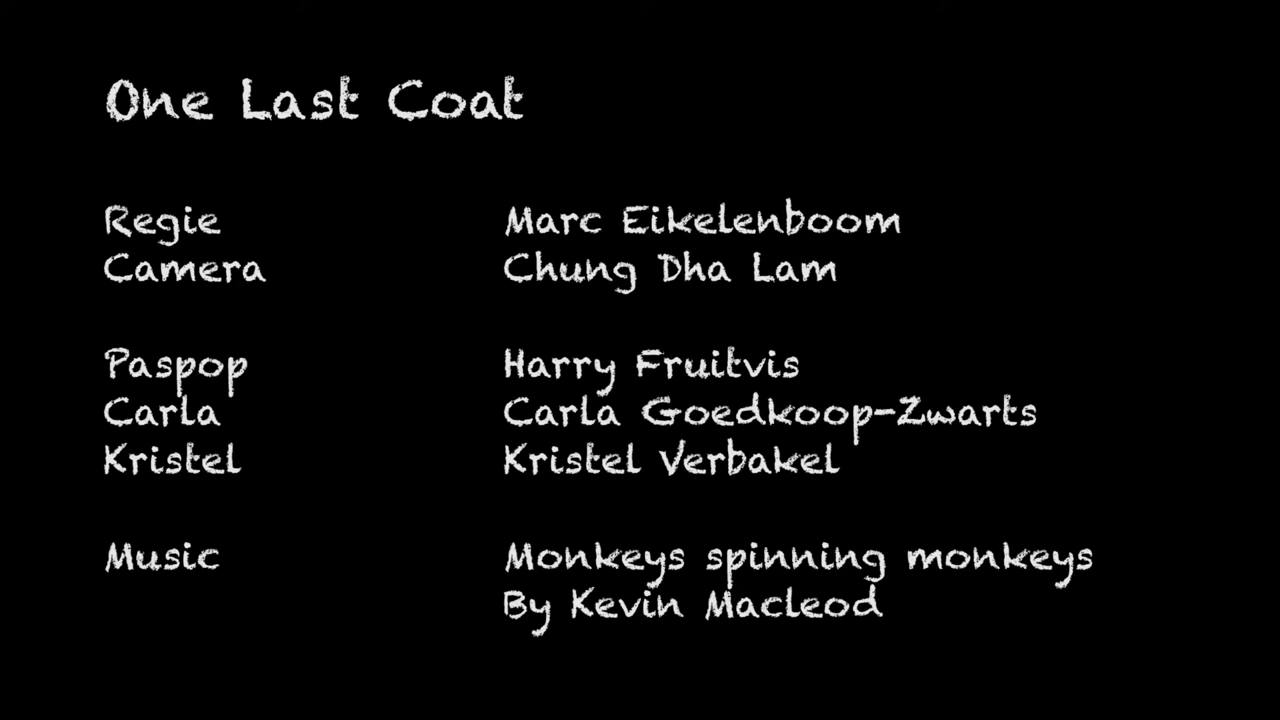 One Last Coat
Regie Marc Eikelenboom
Camera Chung Dha Lam
Paspop Harry Fruitvis
Carla Carla Goedkoop-Zwarts
Kristel Kristel Verbakel
Music Monkeys spinning monkeys
By Kevin Macleod